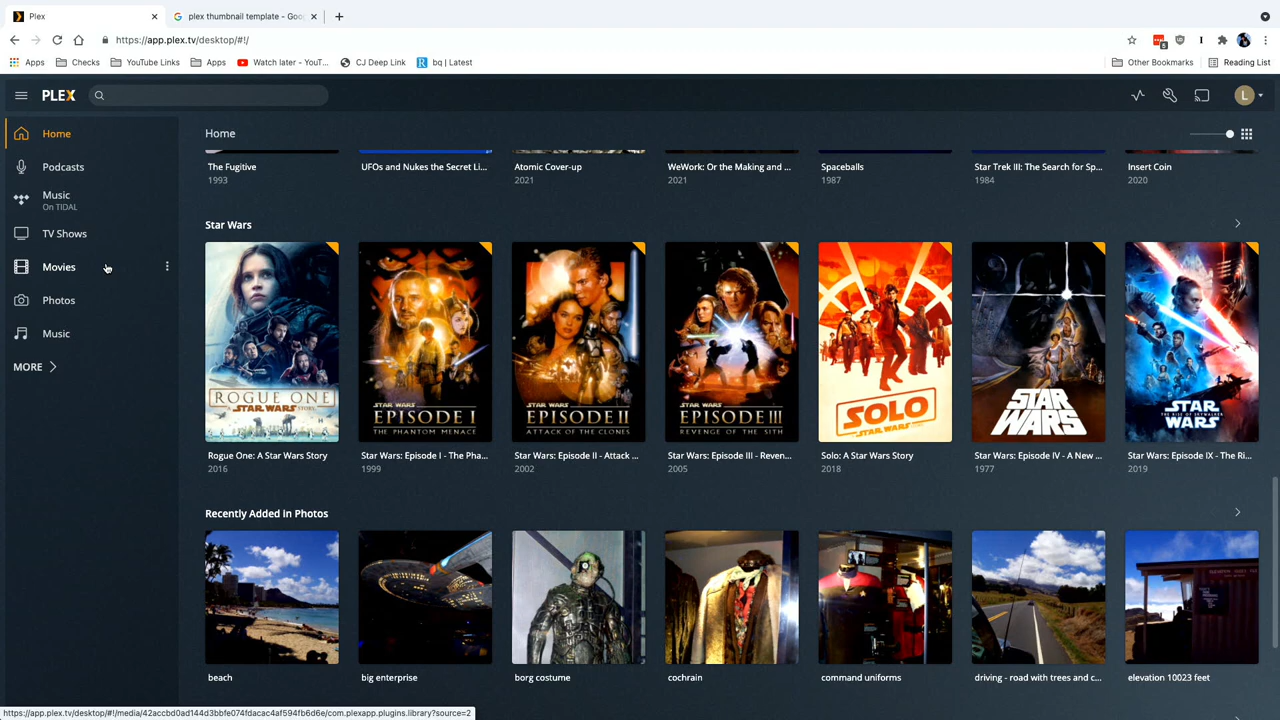 Plex
plex thumbnail template - Goo
https://app.plex.tv/desktop/#!/
5
Apps
Checks
YouTube Links
Apps
Watch later - YouT...
CJ Deep Link
bq | Latest
Other Bookmarks
Reading List
PLEX
L
Home
Podcasts
Music
On TIDAL
TV Shows
Movies
Photos
Music
MORE
Home
The Fugitive
1993
UFOs and Nukes the Secret Li...
Atomic Cover-up
2021
WeWork: Or the Making and ...
2021
Spaceballs
1987
Star Trek III: The Search for Sp...
1984
Insert Coin
2020
Star Wars
ROGUE ONE
A STAR WARS STORY
STAR WARS
EPISODE I
THE PHANTOM MENACE
STAR WARS
EPISODE II
ATTACK OF THE CLONES
STAR WARS
EPISODE III
REVENGE OF THE SITH
SOLO
A STAR WARS STORY
STAR
WARS
STAR
THE RISE OF SKYWALKER
WARS
Rogue One: A Star Wars Story
2016
Star Wars: Episode I - The Pha...
1999
Star Wars: Episode II - Attack ...
2002
Star Wars: Episode III - Reven...
2005
Solo: A Star Wars Story
2018
Star Wars: Episode IV - A New ...
1977
Star Wars: Episode IX - The Ri...
2019
Recently Added in Photos
beach
big enterprise
borg costume
cochrain
command uniforms
driving - road with trees and c...
elevation 10023 feet
https://app.plex.tv/desktop/#!/media/42accbd0ad144d3bbfe074fdacac4af594fb6d6e/com.plexapp.plugins.library?source=2